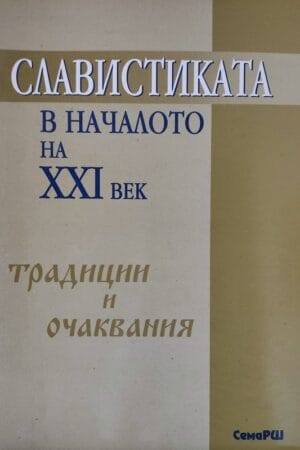 СЛАВИСТИКАТА
В НАЧАЛОТО
НА
XXI ВЕК
традиции
и
очаквания
СемаРШ